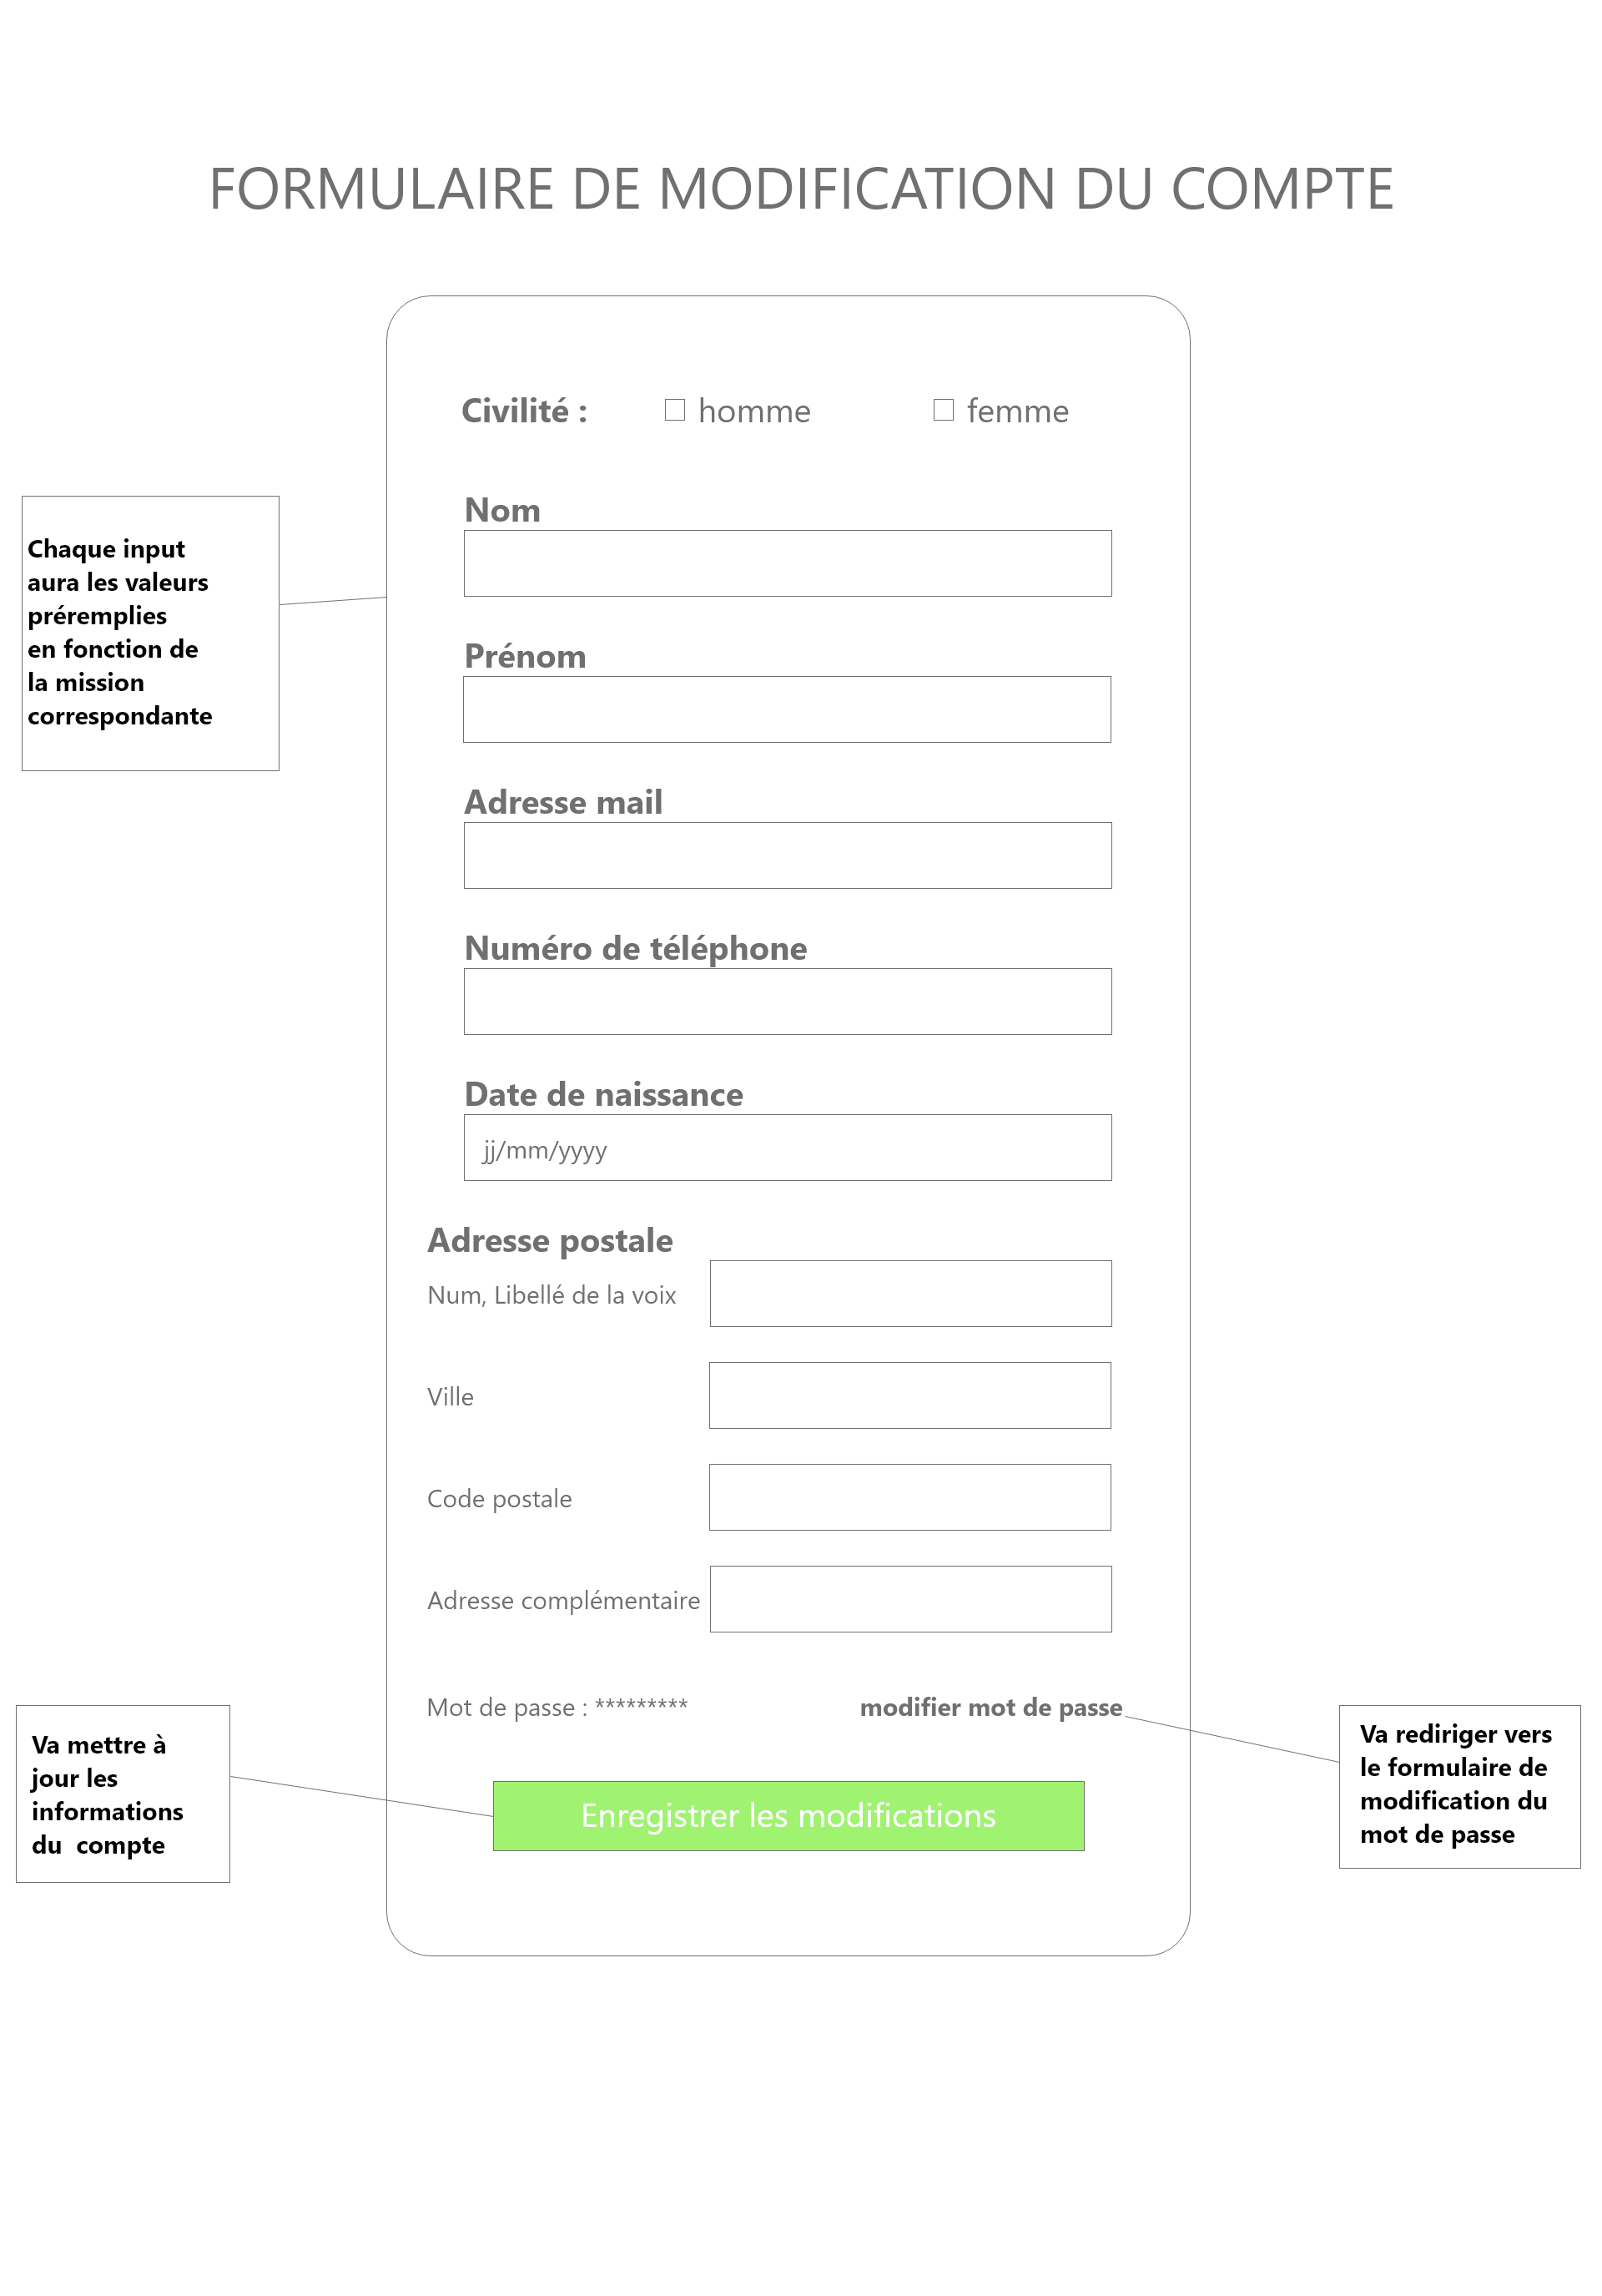 FORMULAIRE DE MODIFICATION DU COMPTE
Civilité :
homme
femme
Nom
Chaque input
aura les valeurs
préremplies
en fonction de
la mission
correspondante
Prénom
Adresse mail
Numéro de téléphone
Date de naissance
jj/mm/yyyy
Adresse postale
Num, Libellé de la voix
Ville
Code postale
Adresse complémentaire
Mot de passe : *********
modifier mot de passe
Va mettre à
jour les
informations
du  compte
Va rediriger vers
le formulaire de
modification du
mot de passe
Enregistrer les modifications